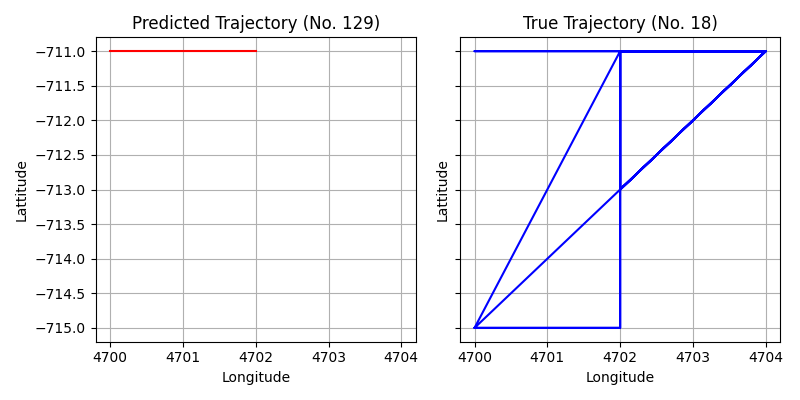 Predicted Trajectory (No. 129)
−711.0
−711.5
−712.0
−712.5
−713.0
−713.5
−714.0
−714.5
−715.0
Lattitude
4700 4701 4702 4703 4704
Longitude
True Trajectory (No. 18)
Lattitude
4700 4701 4702 4703 4704
Longitude